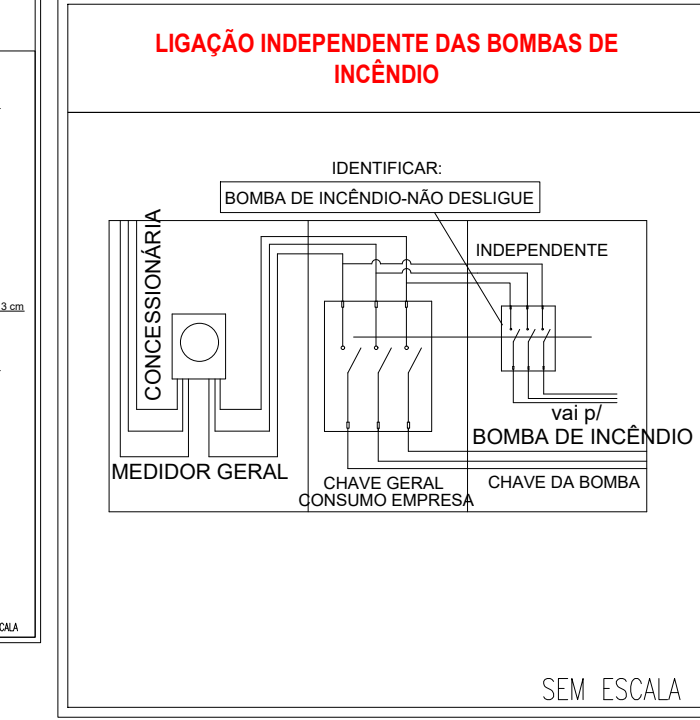 LIGAÇÃO INDEPENDENTE DAS BOMBAS DE
INCÊNDIO
IDENTIFICAR:
BOMBA DE INCÊNDIO-NÃO DESLIGUE
CONCESSIONÁRIA
INDEPENDENTE
3 cm
vai p/
BOMBA DE INCÊNDIO
MEDIDOR GERAL
CHAVE GERAL
CONSUMO EMPRESA
CHAVE DA BOMBA
CALA
SEM ESCALA